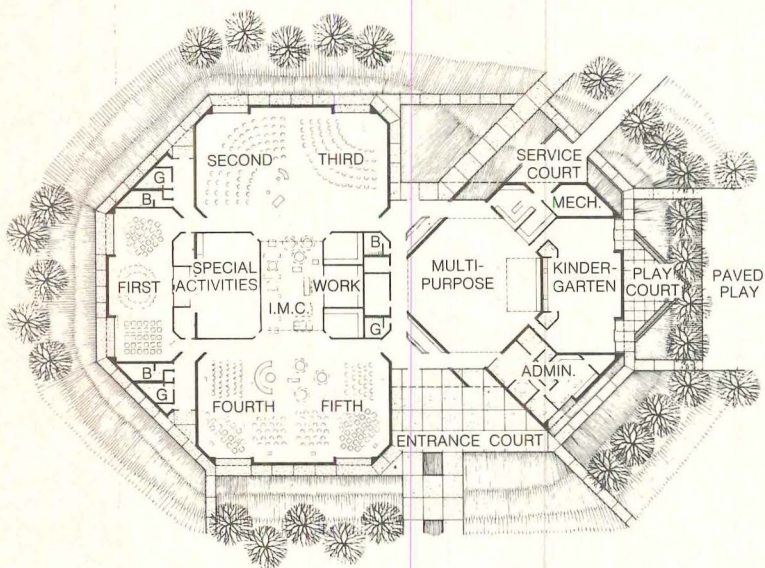 SECOND
THIRD
G
B
FIRST
SPECIAL
ACTIVITIES
I.M.C.
WORK
B
G
B
G
FOURTH
FIFTH
MULTI-
PURPOSE
SERVICE
COURT
MECH.
KINDER-
GARTEN
PLAY
COURT
PAVED
PLAY
ADMIN.
ENTRANCE COURT